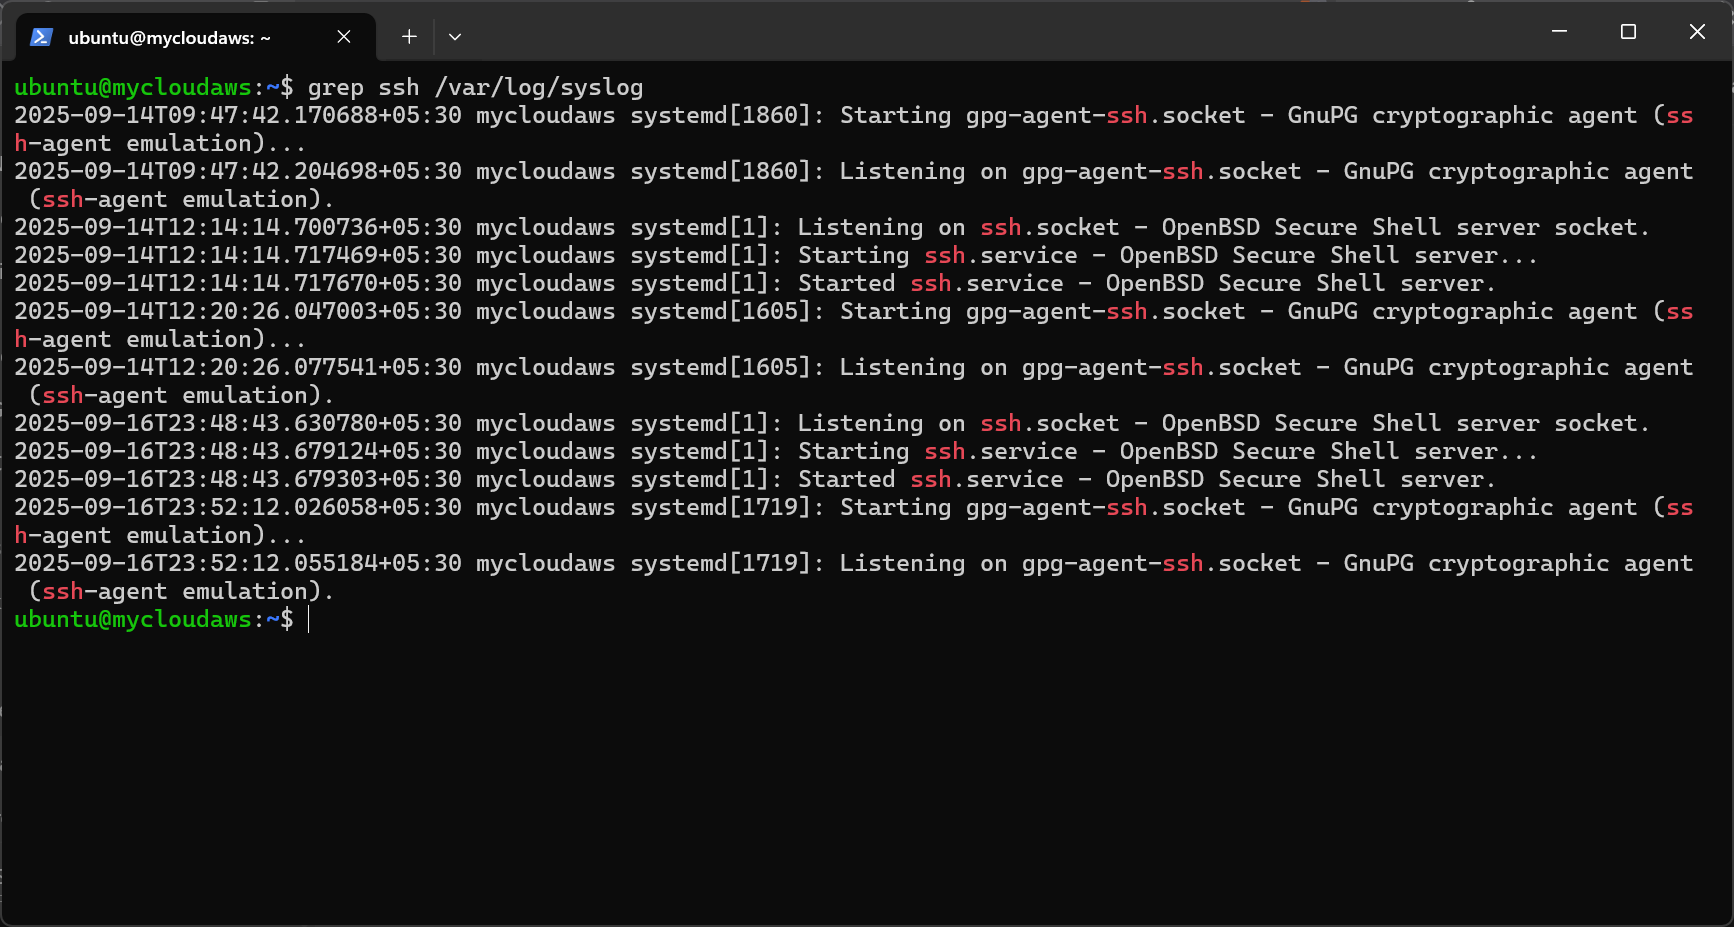 ubuntu@mycloudaws: ~
ubuntu@mycloudaws:~$ grep ssh /var/log/syslog
2025-09-14T09:47:42.170688+05:30 mycloudaws systemd[1860]: Starting gpg-agent-ssh.socket - GnuPG cryptographic agent (ss
h-agent emulation)...
2025-09-14T09:47:42.204698+05:30 mycloudaws systemd[1860]: Listening on gpg-agent-ssh.socket - GnuPG cryptographic agent
 (ssh-agent emulation).
2025-09-14T12:14:14.700736+05:30 mycloudaws systemd[1]: Listening on ssh.socket - OpenBSD Secure Shell server socket.
2025-09-14T12:14:14.717469+05:30 mycloudaws systemd[1]: Starting ssh.service - OpenBSD Secure Shell server...
2025-09-14T12:14:14.717670+05:30 mycloudaws systemd[1]: Started ssh.service - OpenBSD Secure Shell server.
2025-09-14T12:20:26.047003+05:30 mycloudaws systemd[1605]: Starting gpg-agent-ssh.socket - GnuPG cryptographic agent (ss
h-agent emulation)...
2025-09-14T12:20:26.077541+05:30 mycloudaws systemd[1605]: Listening on gpg-agent-ssh.socket - GnuPG cryptographic agent
 (ssh-agent emulation).
2025-09-16T23:48:43.630780+05:30 mycloudaws systemd[1]: Listening on ssh.socket - OpenBSD Secure Shell server socket.
2025-09-16T23:48:43.679124+05:30 mycloudaws systemd[1]: Starting ssh.service - OpenBSD Secure Shell server...
2025-09-16T23:48:43.679303+05:30 mycloudaws systemd[1]: Started ssh.service - OpenBSD Secure Shell server.
2025-09-16T23:52:12.026058+05:30 mycloudaws systemd[1719]: Starting gpg-agent-ssh.socket - GnuPG cryptographic agent (ss
h-agent emulation)...
2025-09-16T23:52:12.055184+05:30 mycloudaws systemd[1719]: Listening on gpg-agent-ssh.socket - GnuPG cryptographic agent
 (ssh-agent emulation).
ubuntu@mycloudaws:~$